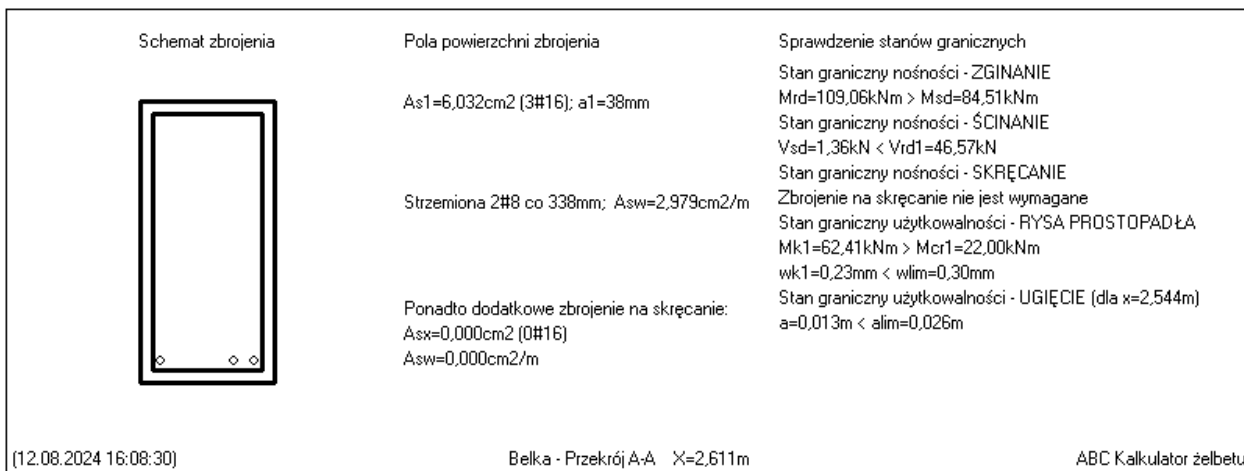 Schemat zbrojenia
Pola powierzchni zbrojenia
As1=6,032cm2 (3#16); a1=38mm
Strzemiona 2#8 co 338mm; Asw=2,979cm2/m
Ponadto dodatkowe zbrojenie na skręcanie:
Asx=0,000cm2 (0#16)
Asw=0,000cm2/m
Sprawdzenie stanów granicznych
Stan graniczny nośności - ZGINANIE
Mrd=109,06kNm > Msd=84,51kNm
Stan graniczny nośności - ŚCINANIE
Vsd=1,36kN < Vrd1=46,57kN
Stan graniczny nośności - SKRĘCANIE
Zbrojenie na skręcanie nie jest wymagane
Stan graniczny użytkowalności - RYSA PROSTOPADŁA
Mk1=62,41kNm > Mcr1=22,00kNm
wk1=0,23mm < wlim=0,30mm
Stan graniczny użytkowalności - UGIĘCIE (dla x=2,544m)
a=0,013m < alim=0,026m
(12.08.2024 16:08:30)
Belka - Przekrój A-A X=2,611m
ABC Kalkulator żelbetu